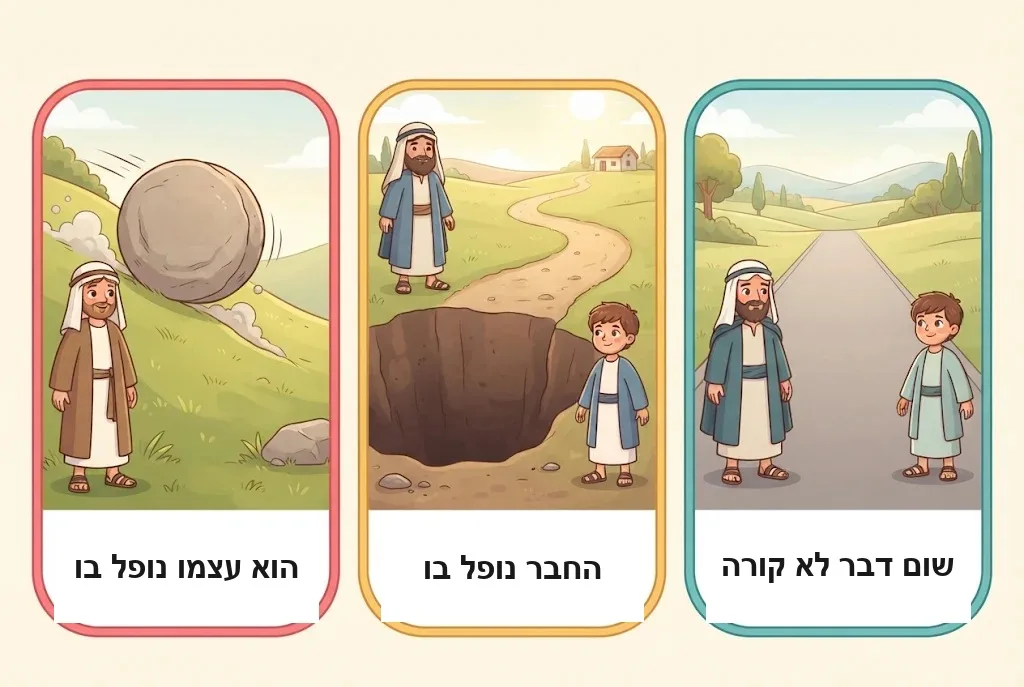 שום דבר לא קורה
החבר נופל בו
הוא עצמו נופל בו